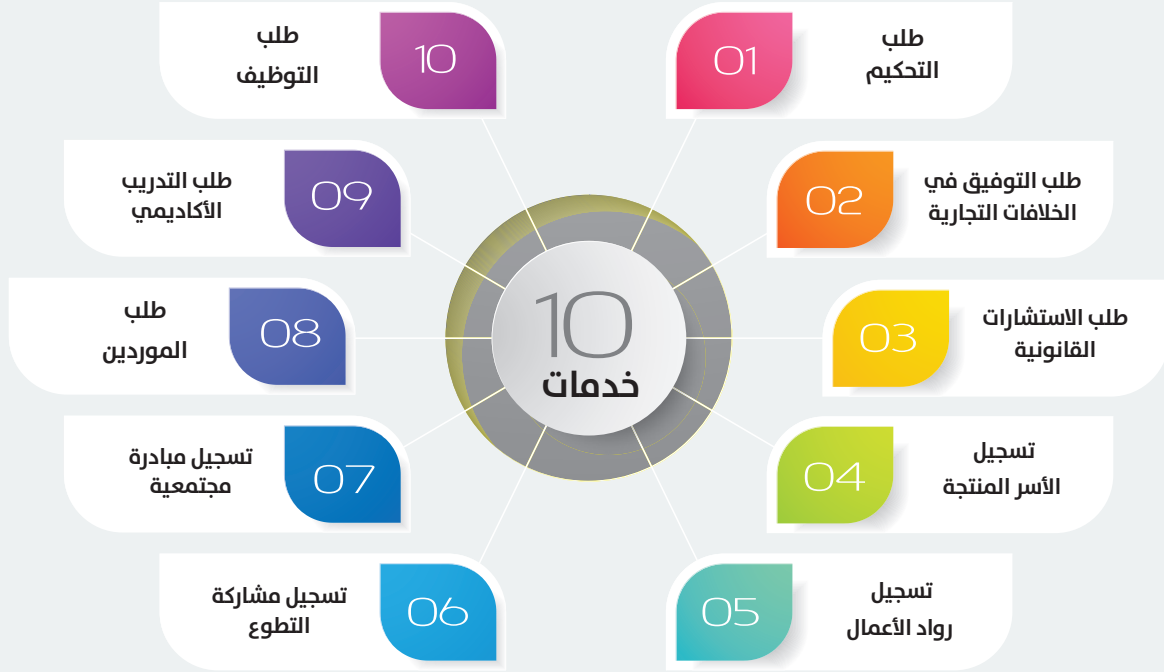 10
خدمات
01
طلب
التحكيم
02
طلب التوفيق في
الخلافات التجارية
03
طلب الاستشارات
القانونية
04
تسجيل
الأسر المنتجة
05
تسجيل
رواد الأعمال
06
تسجيل مشاركة
التطوع
07
تسجيل مبادرة
مجتمعية
08
طلب
الموردين
09
طلب التدريب
الأكاديمي
10
طلب
التوظيف